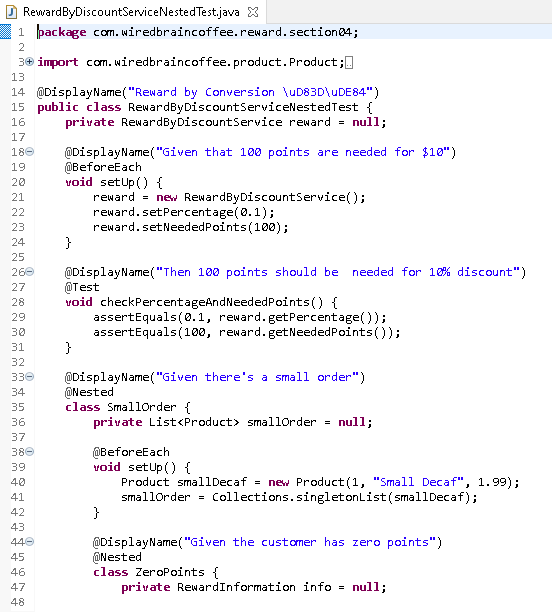 RewardByDiscountServiceNestedTest.java
1 package com.wiredbraincoffee.reward.section04;
2
3 import com.wiredbraincoffee.product.Product;
13
14 @DisplayName("Reward by Conversion \uD83D\uDE84")
15 public class RewardByDiscountServiceNestedTest {
16     private RewardByDiscountService reward = null;
17
18     @DisplayName("Given that 100 points are needed for $10")
19     @BeforeEach
20     void setUp() {
21         reward = new RewardByDiscountService();
22         reward.setPercentage(0.1);
23         reward.setNeededPoints(100);
24     }
25
26     @DisplayName("Then 100 points should be  needed for 10% discount")
27     @Test
28     void checkPercentageAndNeededPoints() {
29         assertEquals(0.1, reward.getPercentage());
30         assertEquals(100, reward.getNeededPoints());
31     }
32
33     @DisplayName("Given there's a small order")
34     @Nested
35     class SmallOrder {
36         private List<Product> smallOrder = null;
37
38         @BeforeEach
39         void setUp() {
40             Product smallDecaf = new Product(1, "Small Decaf", 1.99);
41             smallOrder = Collections.singletonList(smallDecaf);
42         }
43
44         @DisplayName("Given the customer has zero points")
45         @Nested
46         class ZeroPoints {
47             private RewardInformation info = null;
48